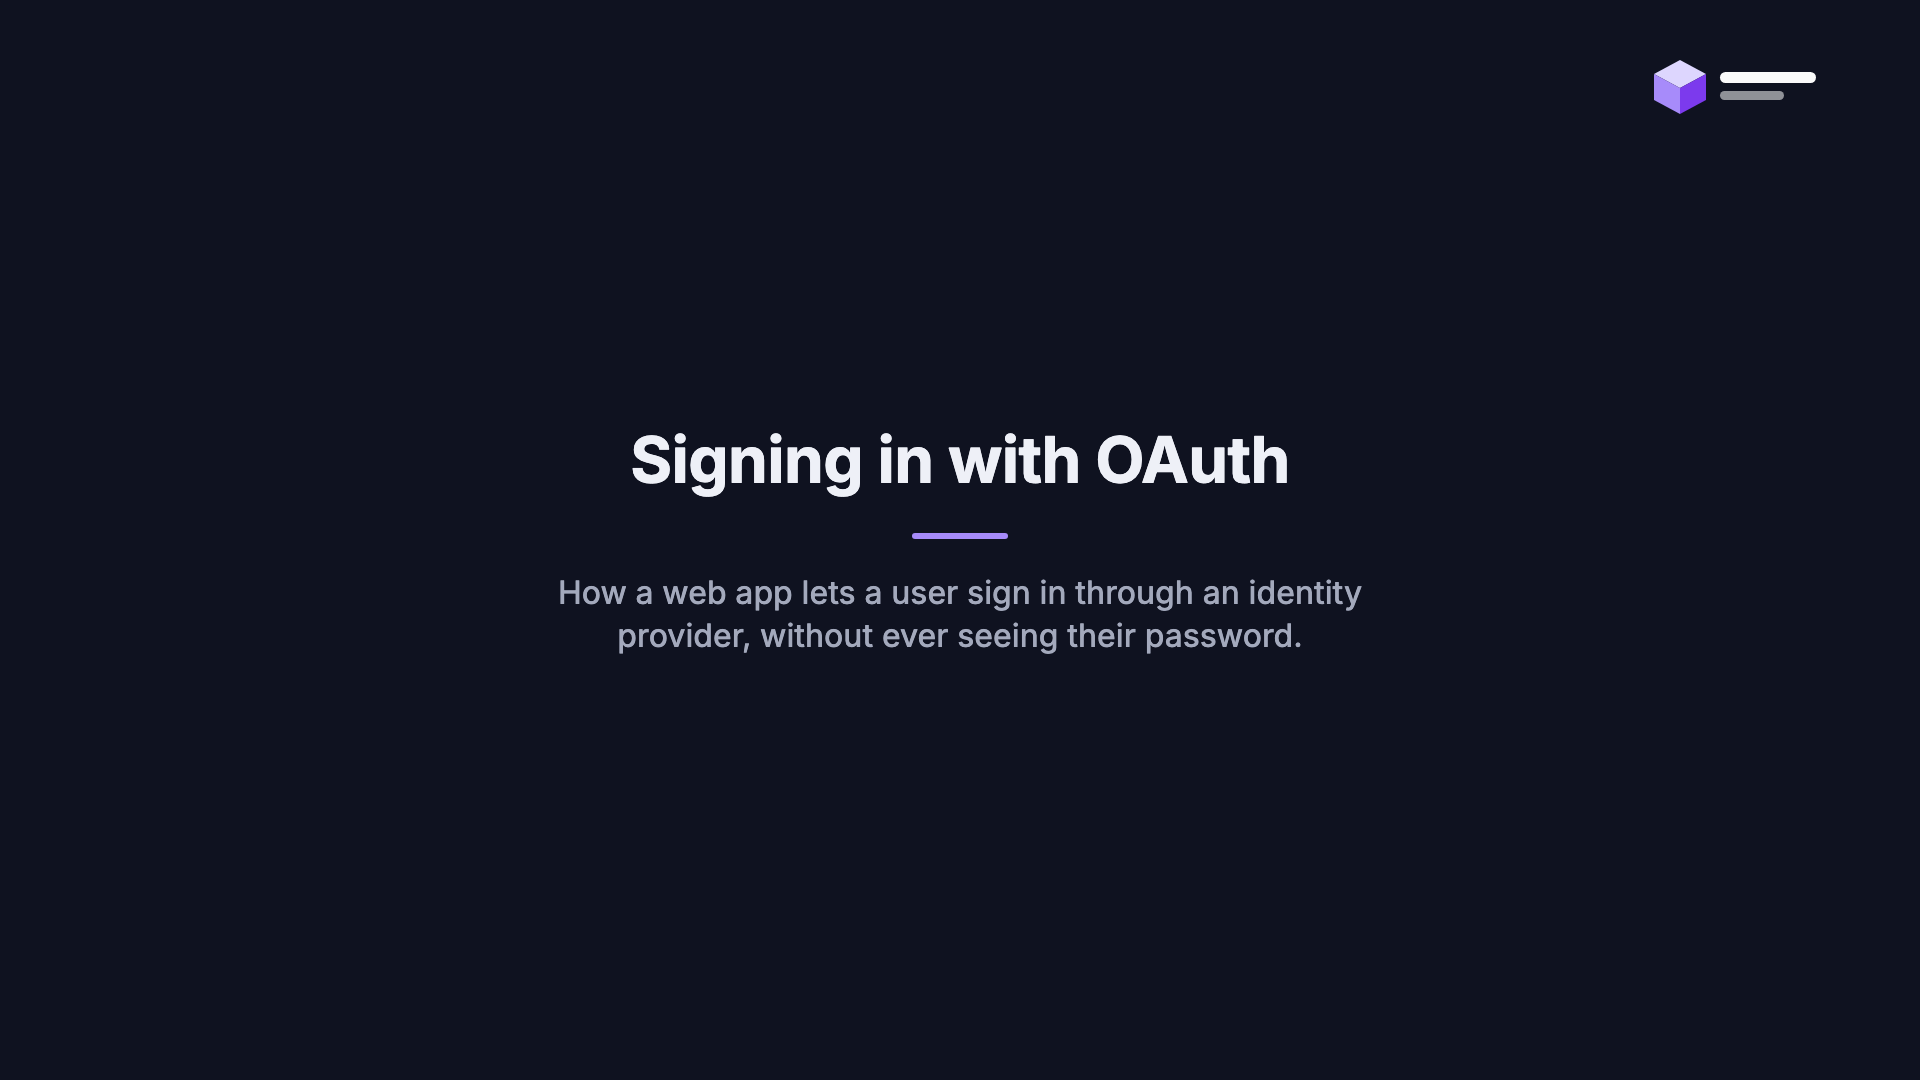 Signing in with OAuth
How a web app lets a user sign in through an identity
provider, without ever seeing their password.